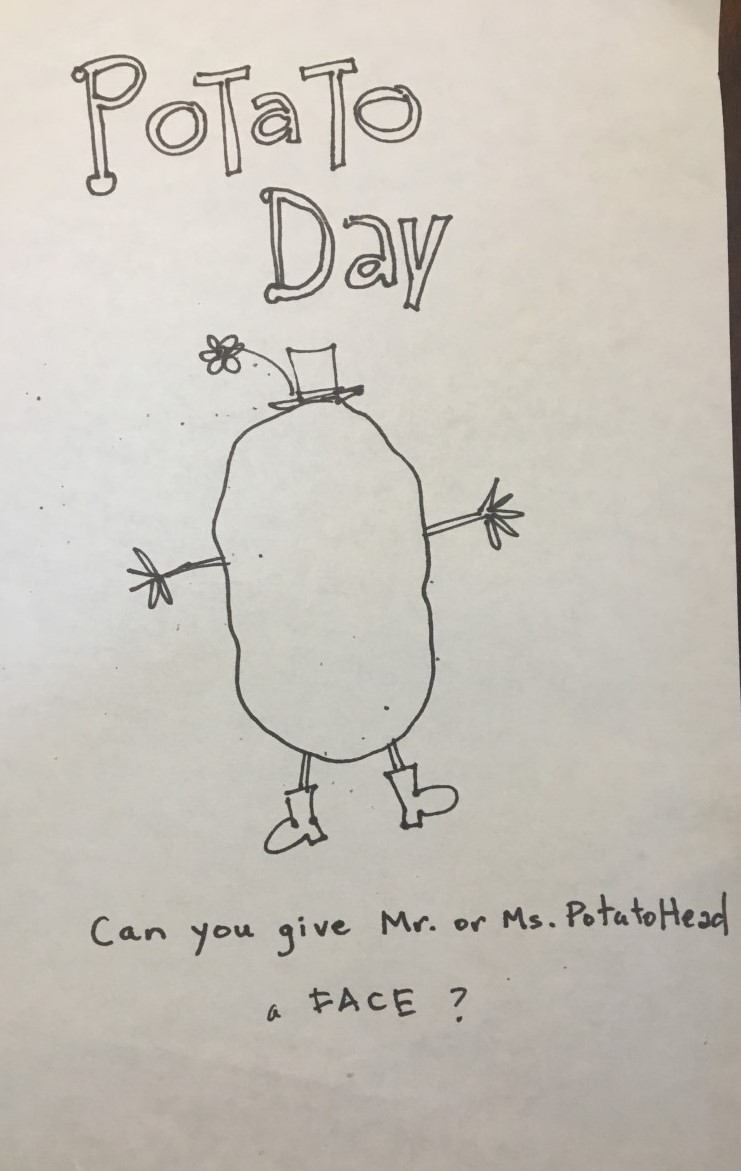 PoTaTo
Day
Can you give Mr. or Ms. PotatoHead
a FACE ?